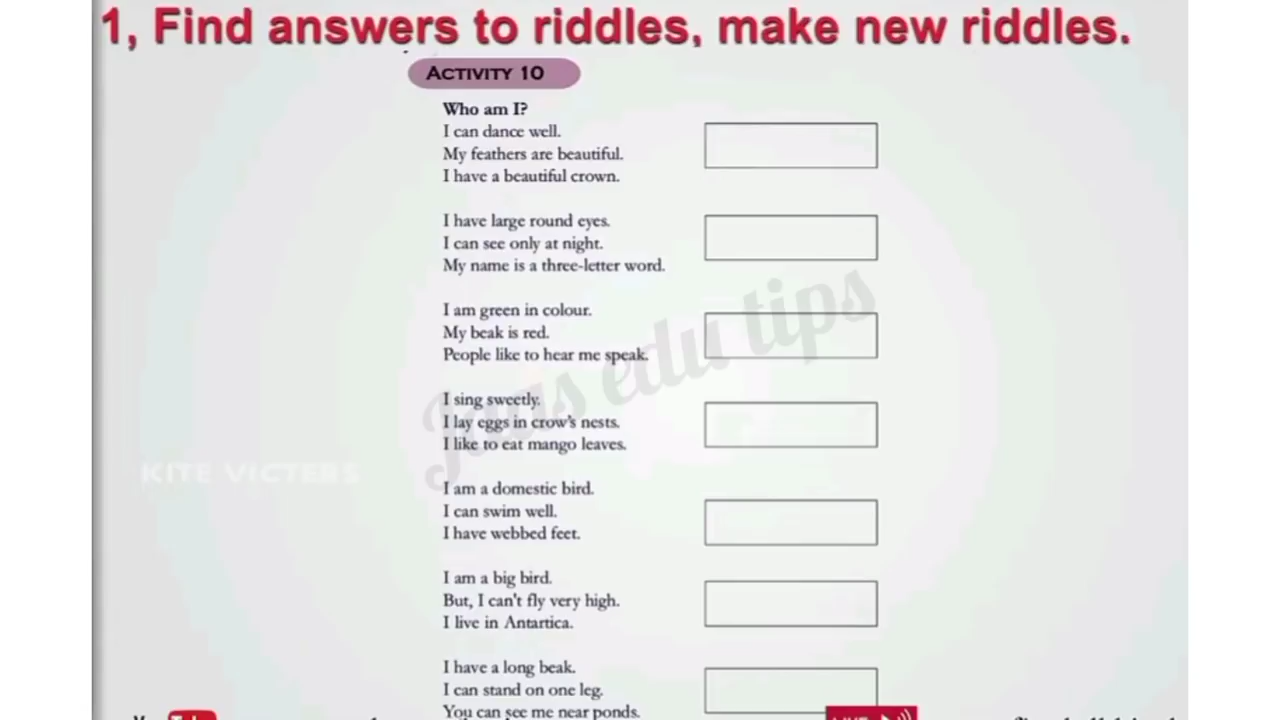 1, Find answers to riddles, make new riddles.
ACTIVITY 10
Who am I?
I can dance well.
My feathers are beautiful.
I have a beautiful crown.
I have large round eyes.
I can see only at night.
My name is a three-letter word.
I am green in colour.
My beak is red.
People like to hear me speak.
I sing sweetly.
I lay eggs in crow's nests.
I like to eat mango leaves.
I am a domestic bird.
I can swim well.
I have webbed feet.
I am a big bird.
But, I can't fly very high.
I live in Antartica.
I have a long beak.
I can stand on one leg.
You can see me near ponds.
Jaas edu tips
KITE VICTERS